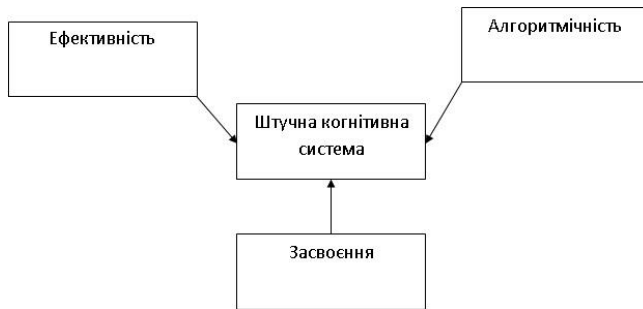 Ефективність
Алгоритмічність
Штучна когнітивна
система
Засвоєння